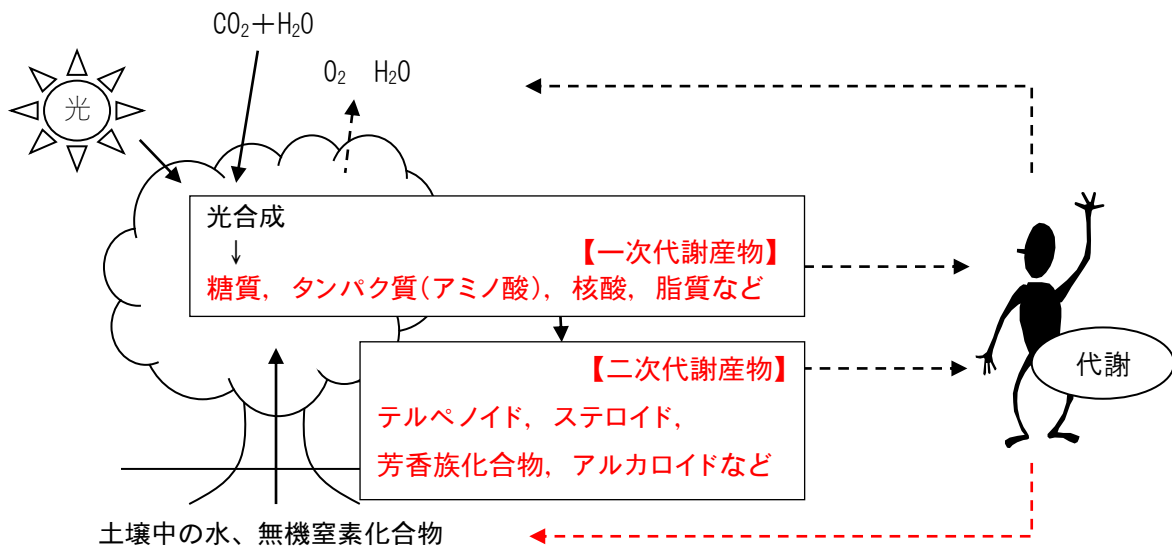 CO₂+H₂O
O₂ H₂O
光
光合成
↓
【一次代謝産物】
糖質, タンパク質(アミノ酸), 核酸, 脂質など
【二次代謝産物】
テルペノイド, ステロイド,
芳香族化合物, アルカロイドなど
代謝
土壌中の水、無機窒素化合物